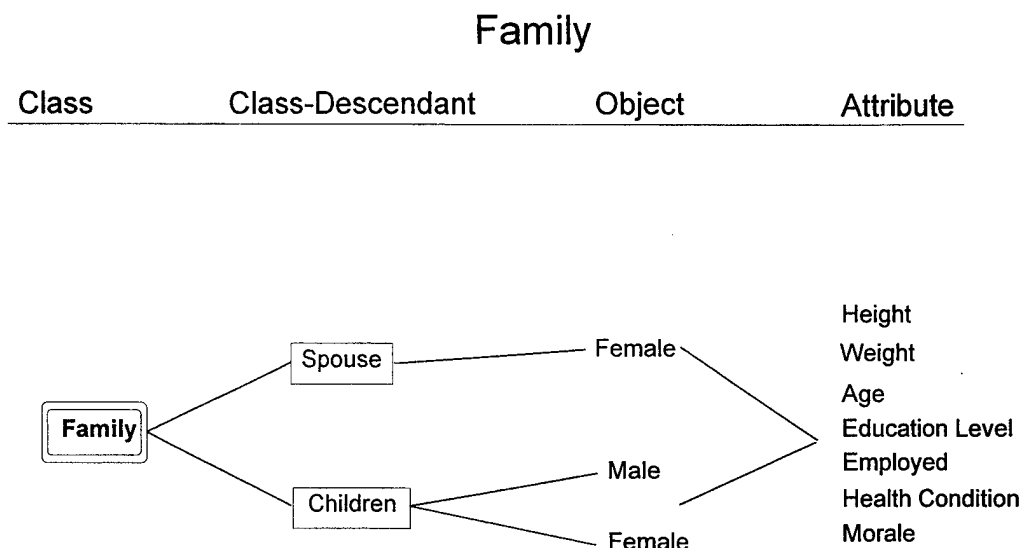 Family
Class Class-Descendant Object Attribute
Height
Spouse Female Weight
Age
Family Education Level
Employed
Male
Children Health Condition
Morale
Female